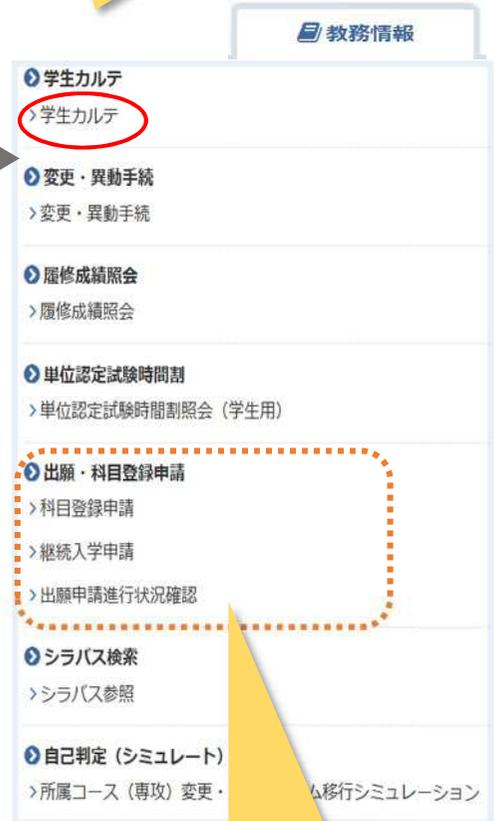 教務情報
学生カルテ
>学生カルテ
変更・異動手続
>変更・異動手続
履修成績照会
>履修成績照会
単位認定試験時間割
>単位認定試験時間割照会（学生用）
出願・科目登録申請
>科目登録申請
>継続入学申請
>出願申請進行状況確認
シラバス検索
>シラバス参照
自己判定（シミュレート）
>所属コース（専攻）変更・ ム移行シミュレーション